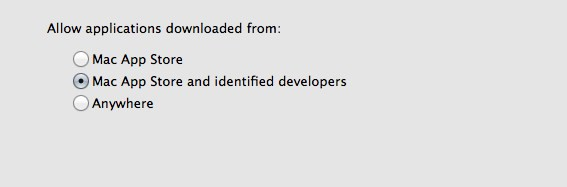 Allow applications downloaded from:
Mac App Store
Mac App Store and identified developers
Anywhere